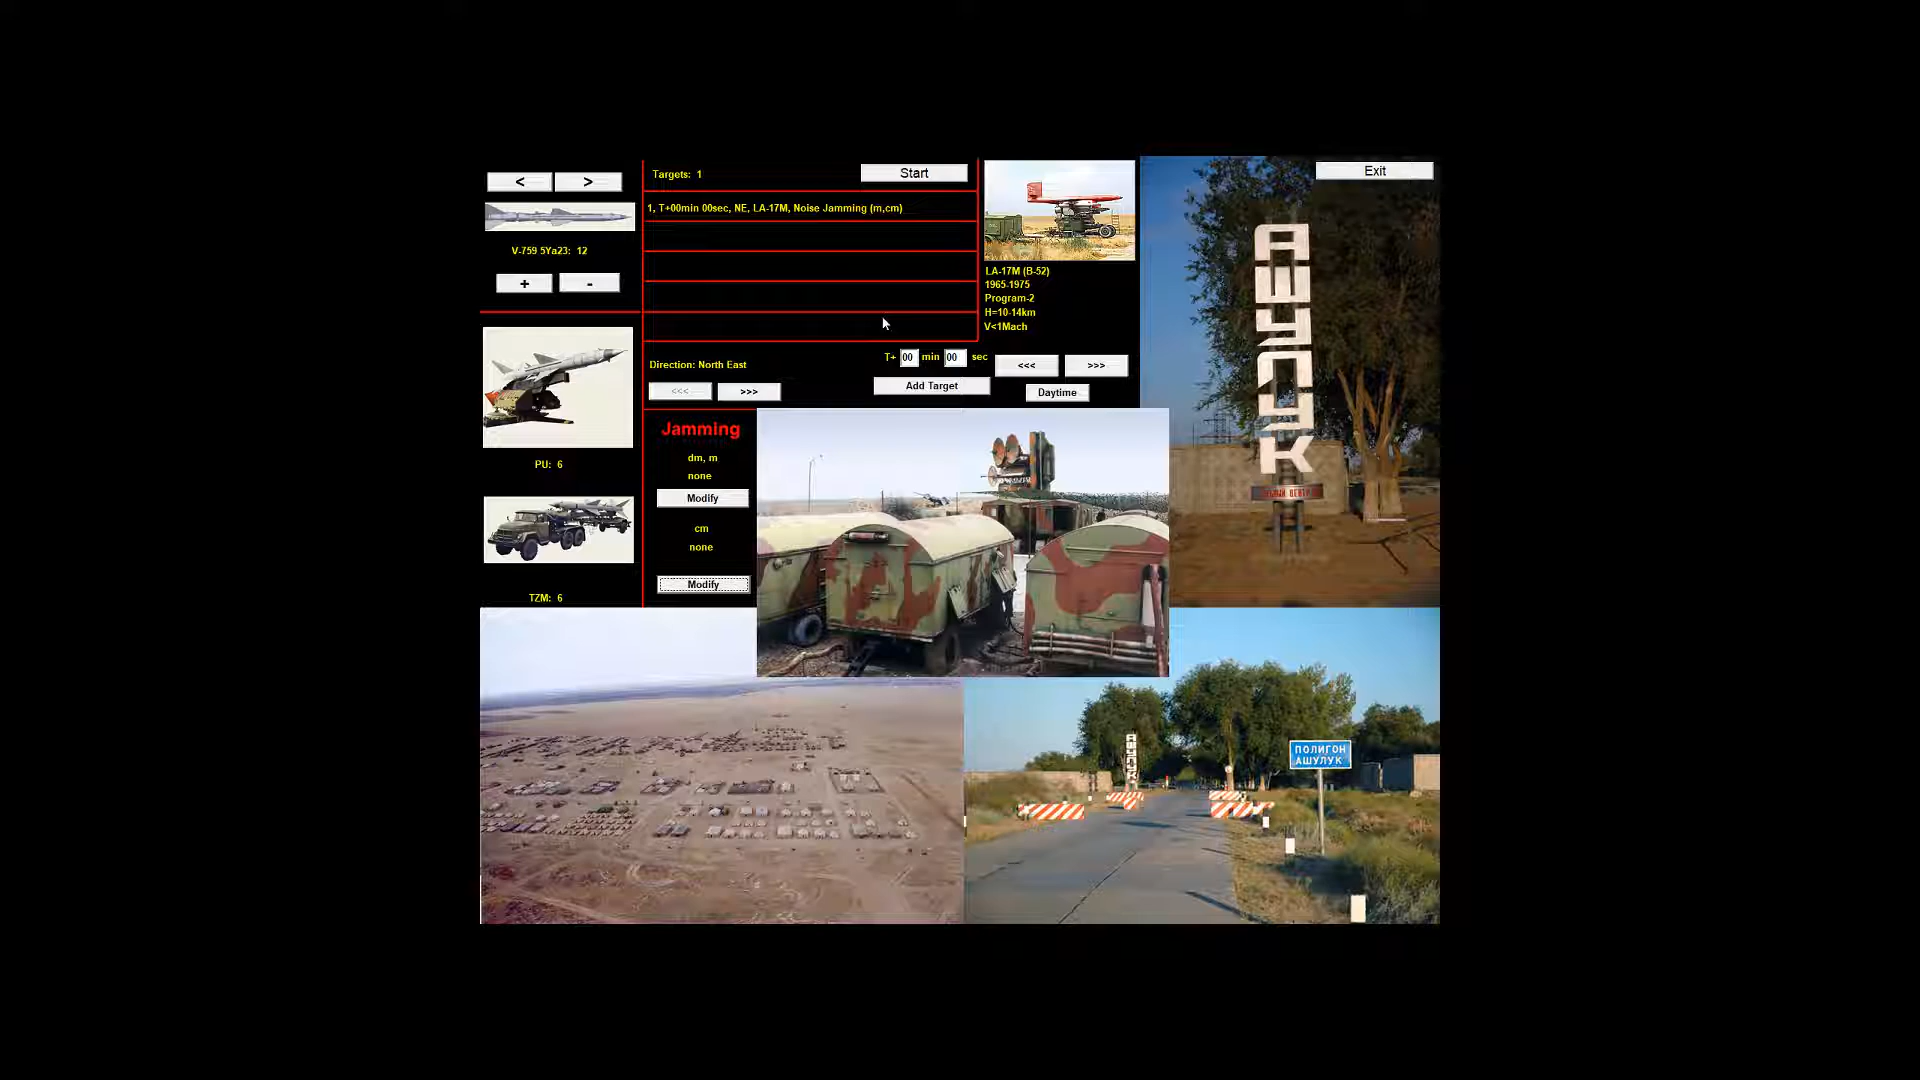 < >
V-759 5Ya23: 12
+ -
PU: 6
TZM: 6
Targets: 1
Start
1, T+00min 00sec, NE, LA-17M, Noise Jamming (m,cm)
Direction: North East
<<< >>>
T+ 00 min 00 sec
Add Target
LA-17M (B-52)
1965-1975
Program-2
H=10-14km
V<1Mach
<<< >>>
Daytime
Jamming
dm, m
none
Modify
cm
none
Modify
Exit
АШУЛУК
АШУЛУК
ПОЛИГОН
АШУЛУК